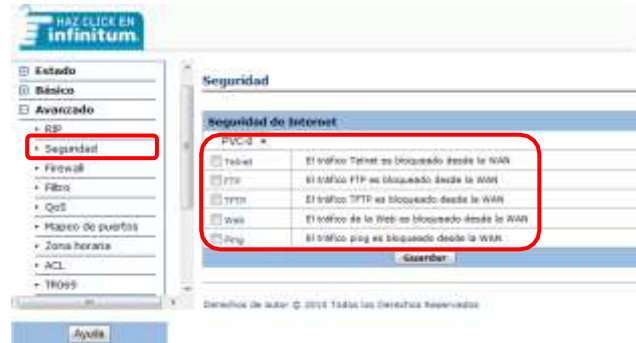 HAZ CLICK EN
infinitum
Estado
Básico
Avanzado
RIP
Seguridad
Firewall
Filtro
QoS
Mapeo de puertos
Zona horaria
ACL
TR069
Ayuda
Seguridad
Seguridad de Internet
PVC-0
Telnet El tráfico Telnet es bloqueado desde la WAN
FTP El tráfico FTP es bloqueado desde la WAN
TFTP El tráfico TFTP es bloqueado desde la WAN
Web El tráfico de la Web es bloqueado desde la WAN
Ping El tráfico ping es bloqueado desde la WAN
Guardar
Derechos de autor © 2010 Todos los Derechos Reservados